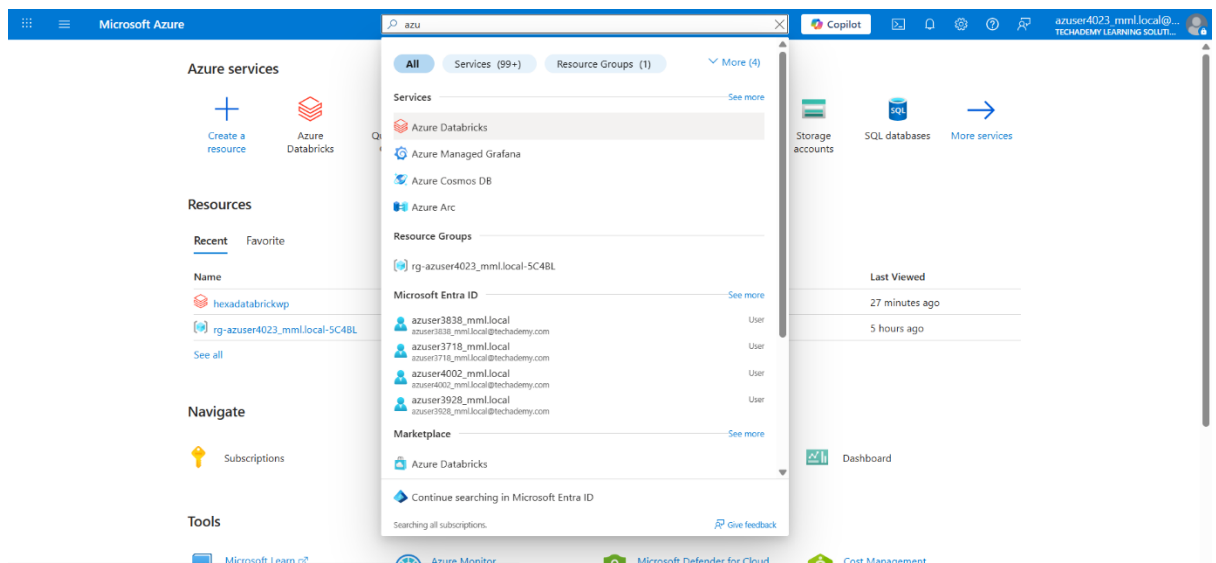 Microsoft Azure
azu
Copilot
azuser4023_mml.local@...
TECHADEMY LEARNING SOLUTI...
Azure services
Create a resource
Azure Databricks
Storage accounts
SQL databases
More services
All
Services (99+)
Resource Groups (1)
More (4)
Services
See more
Azure Databricks
Azure Managed Grafana
Azure Cosmos DB
Azure Arc
Resource Groups
rg-azuser4023_mml.local-5C4BL
Microsoft Entra ID
See more
azuser3838_mml.local
User
azuser3838_mml.local@techademy.com
azuser3718_mml.local
User
azuser3718_mml.local@techademy.com
azuser4002_mml.local
User
azuser4002_mml.local@techademy.com
azuser3928_mml.local
User
azuser3928_mml.local@techademy.com
Marketplace
See more
Azure Databricks
Continue searching in Microsoft Entra ID
Searching all subscriptions.
Give feedback
Resources
Recent
Favorite
Name
Last Viewed
hexadatabrickwp
27 minutes ago
rg-azuser4023_mml.local-5C4BL
5 hours ago
See all
Navigate
Subscriptions
Dashboard
Tools
Microsoft Learn
Azure Monitor
Microsoft Defender for Cloud
Cost Management